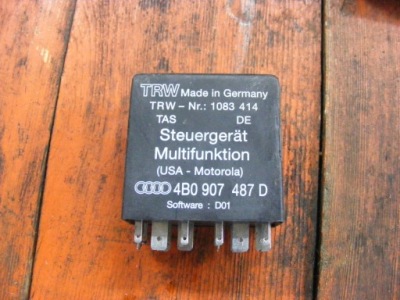 TRW Made in Germany
TRW - Nr.: 1083 414
TAS DE
Steuergerät
Multifunktion
(USA - Motorola)
4B0 907 487 D
Software : D01